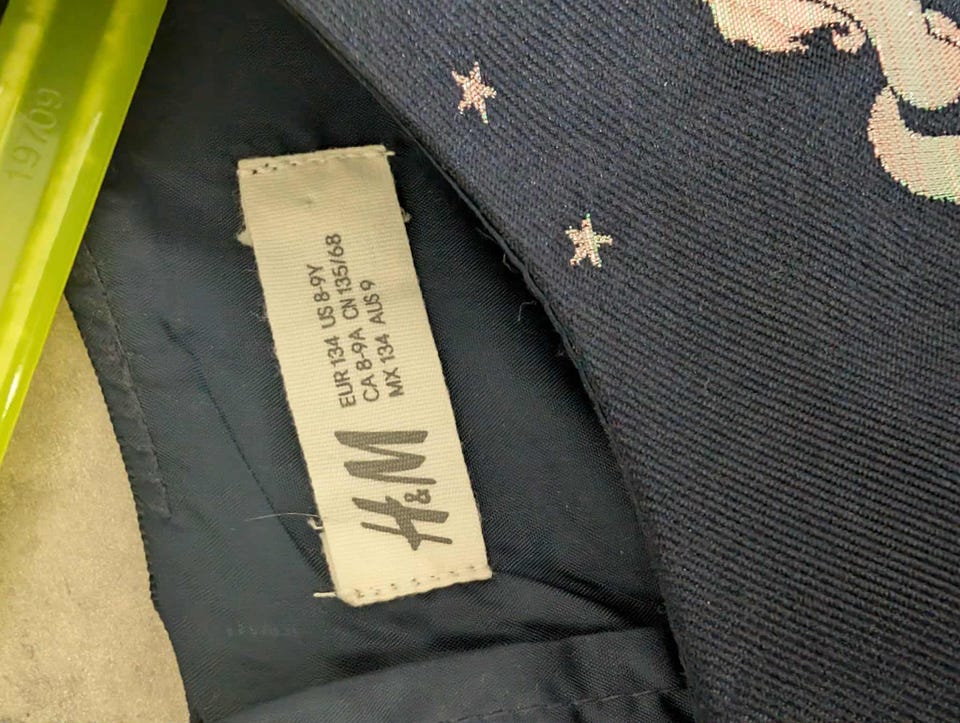 19709
EUR 134 US 8-9Y
CA 8-9A CN 135/68
MX 134 AUS 9
H&M